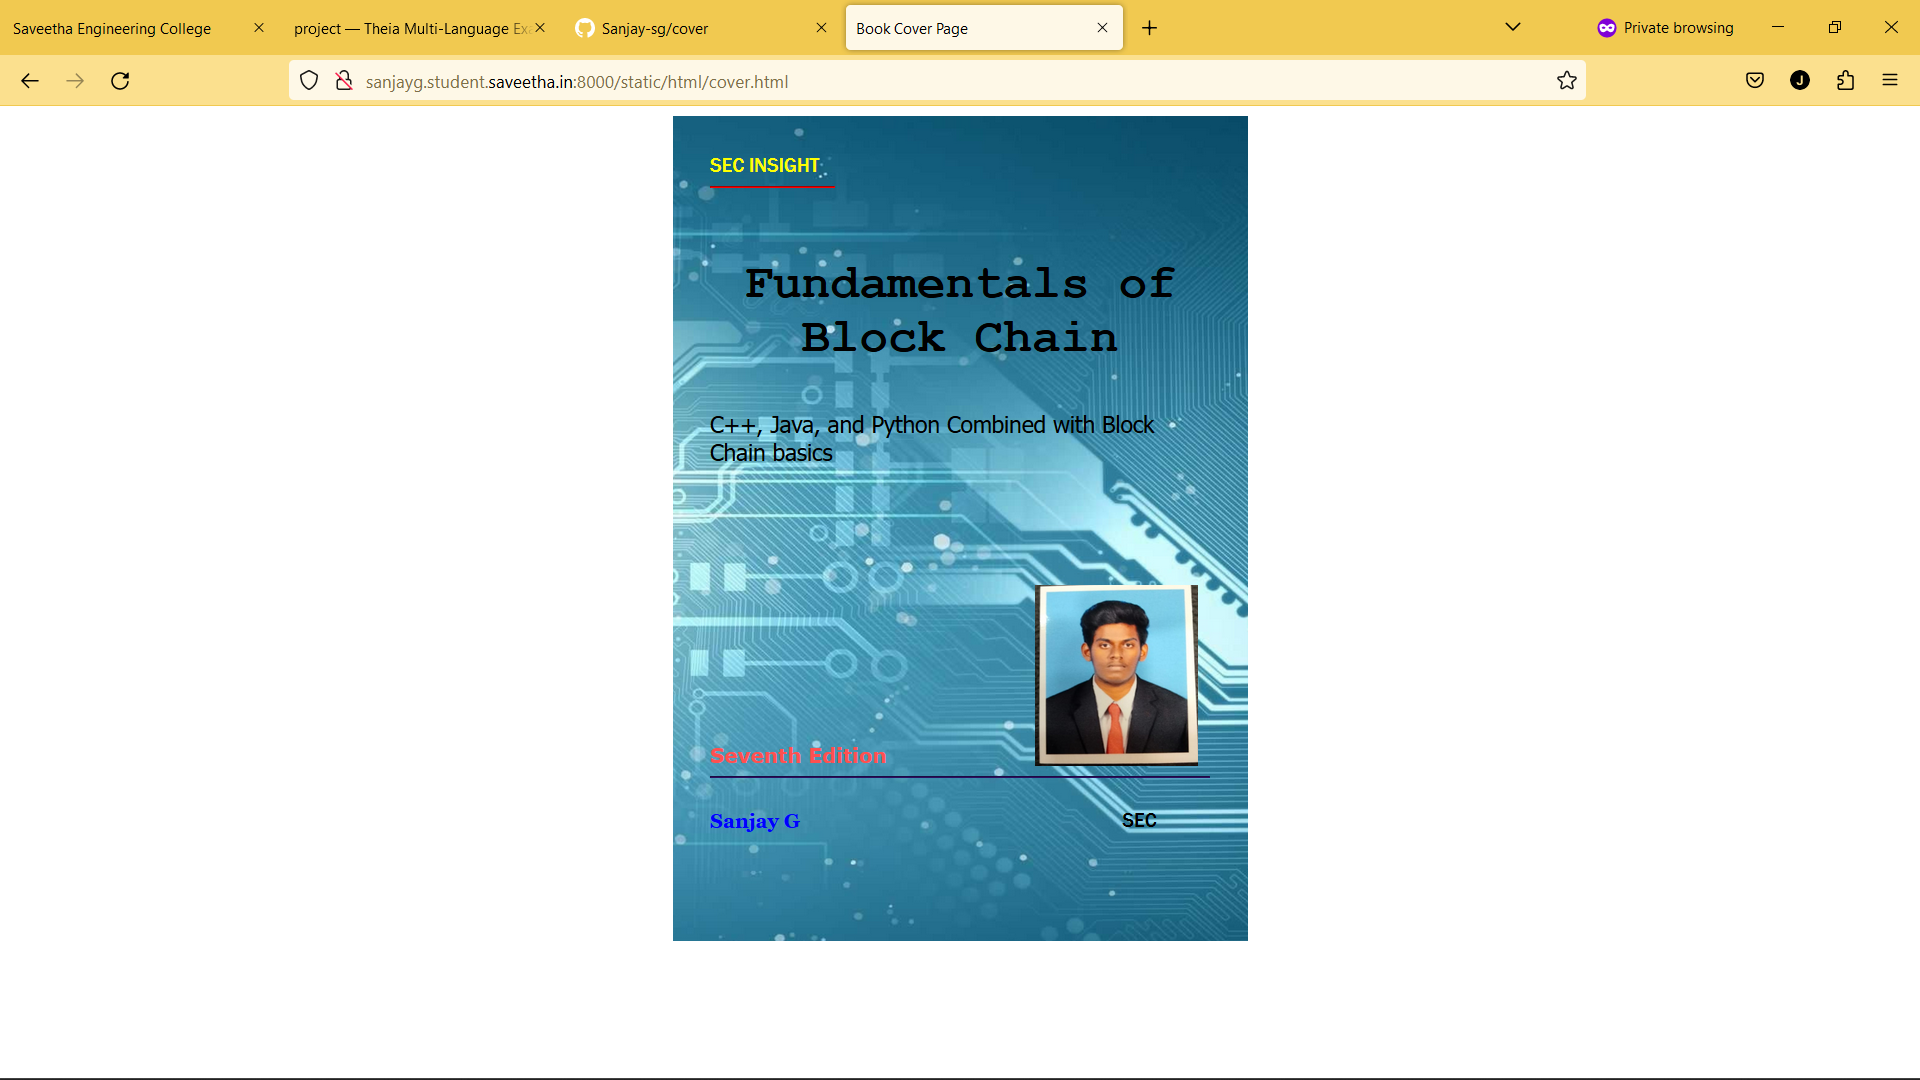 Saveetha Engineering College
project — Theia Multi-Language Ex
Sanjay-sg/cover
Book Cover Page
Private browsing
sanjayg.student.saveetha.in:8000/static/html/cover.html
J
SEC INSIGHT
Fundamentals of
Block Chain
C++, Java, and Python Combined with Block
Chain basics
Seventh Edition
Sanjay G
SEC